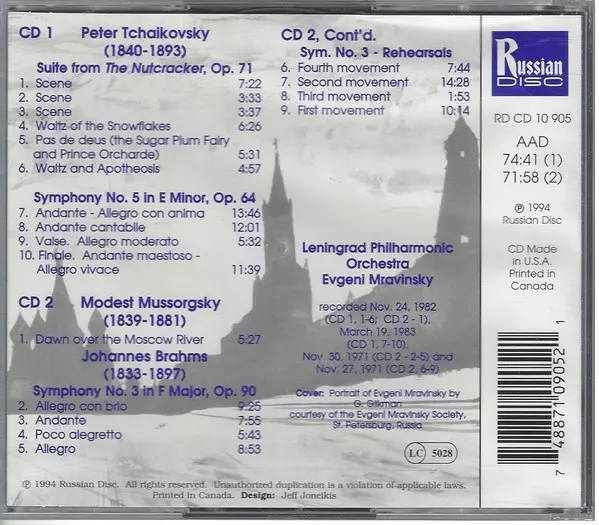 CD 1 Peter Tchaikovsky
(1840-1893)
Suite from The Nutcracker, Op. 71
1. Scene 7:22
2. Scene 3:33
3. Scene 3:37
4. Waltz of the Snowflakes 6:26
5. Pas de deus (the Sugar Plum Fairy
and Prince Orcharde) 5:31
6. Waltz and Apotheosis 4:57
Symphony No. 5 in E Minor, Op. 64
7. Andante - Allegro con anima 13:46
8. Andante cantabile 12:01
9. Valse. Allegro moderato 5:32
10. Finale. Andante maestoso -
Allegro vivace 11:39
CD 2 Modest Mussorgsky
(1839-1881)
1. Dawn over the Moscow River 5:27
Johannes Brahms
(1833-1897)
Symphony No. 3 in F Major, Op. 90
2. Allegro con brio 9:25
3. Andante 7:55
4. Poco alegretto 5:43
5. Allegro 8:53
CD 2, Cont'd.
Sym. No. 3 - Rehearsals
6. Fourth movement 7:44
7. Second movement 14:28
8. Third movement 1:53
9. First movement 10:14
Leningrad Philharmonic
Orchestra
Evgeni Mravinsky
recorded Nov. 24, 1982
(CD 1, 1-6; CD 2 - 1),
March 19, 1983
(CD 1, 7-10),
Nov. 30, 1971 (CD 2 - 2-5) and
Nov. 27, 1971 (CD 2, 6-9)
Cover: Portrait of Evgeni Mravinsky by
G. Glikman
courtesy of the Evgeni Mravinsky Society,
St. Petersburg, Russia
LC 5028
Russian
DISC
RD CD 10 905
AAD
74:41 (1)
71:58 (2)
℗ 1994
Russian Disc
CD Made
in U.S.A.
Printed in
Canada
7 48871 09052 1
℗ 1994 Russian Disc. All rights reserved. Unauthorized duplication is a violation of applicable laws.
Printed in Canada. Design: Jeff Joneikis